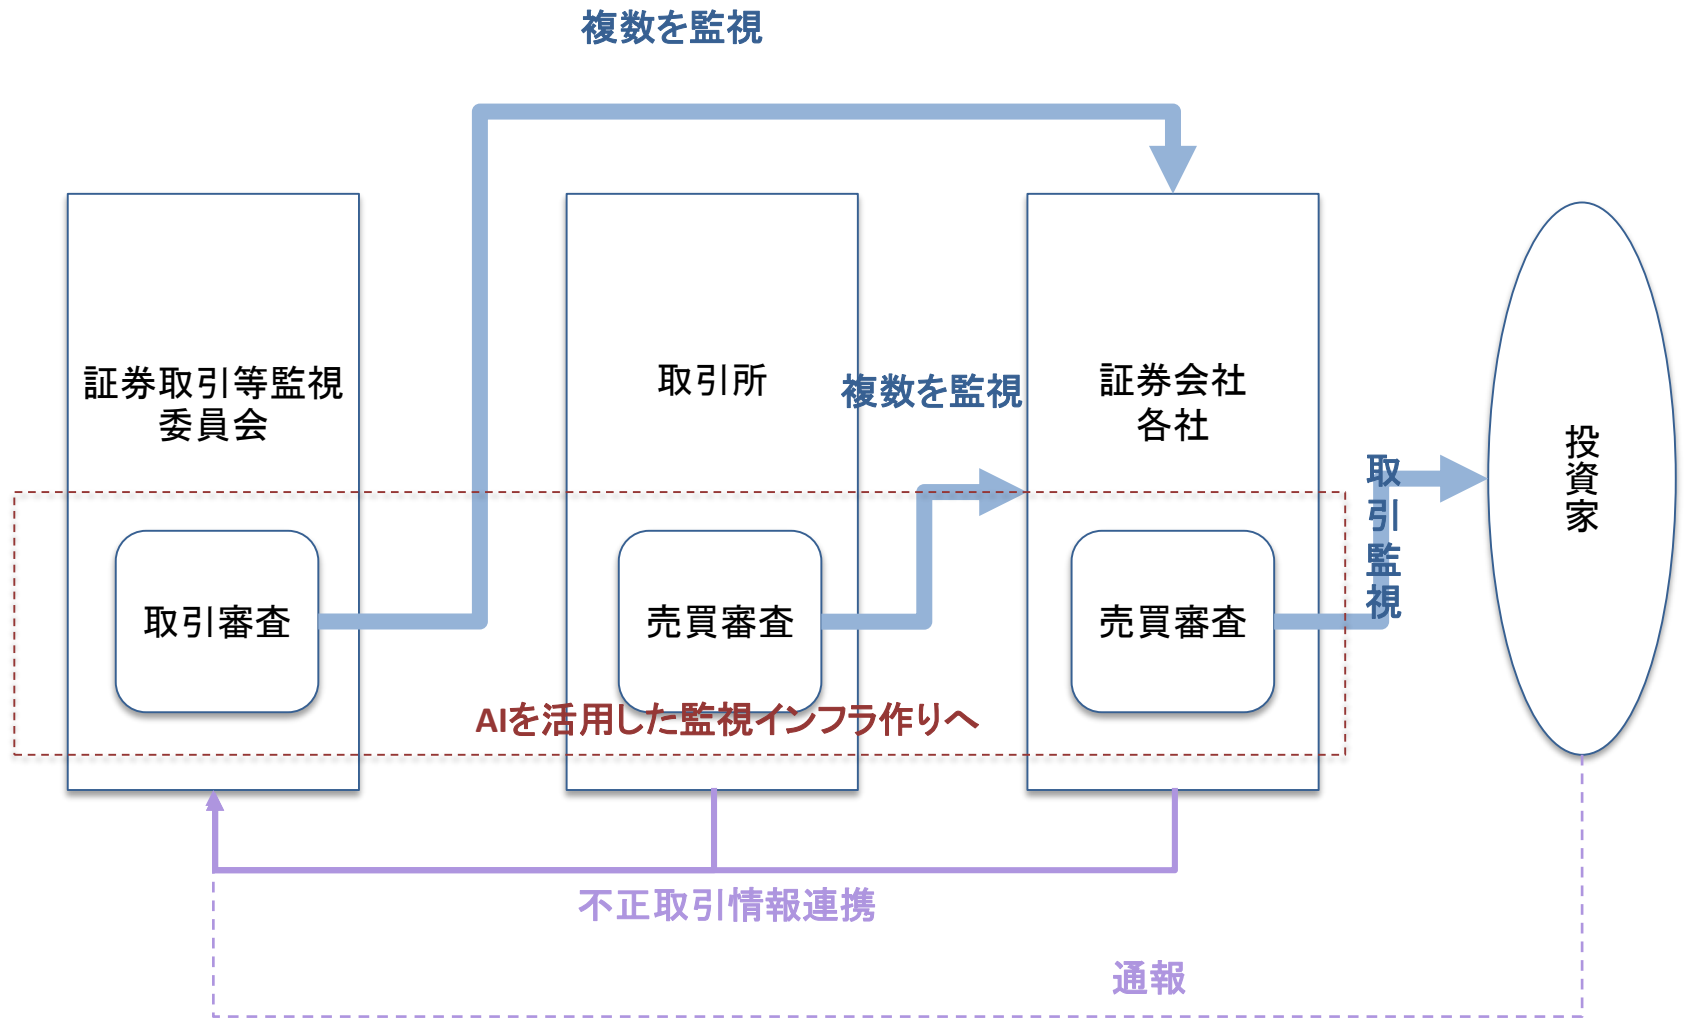 複数を監視
証券取引等監視
委員会
取引所
複数を監視
証券会社
各社
取引監視
投資家
取引審査
売買審査
売買審査
AIを活用した監視インフラ作りへ
不正取引情報連携
通報